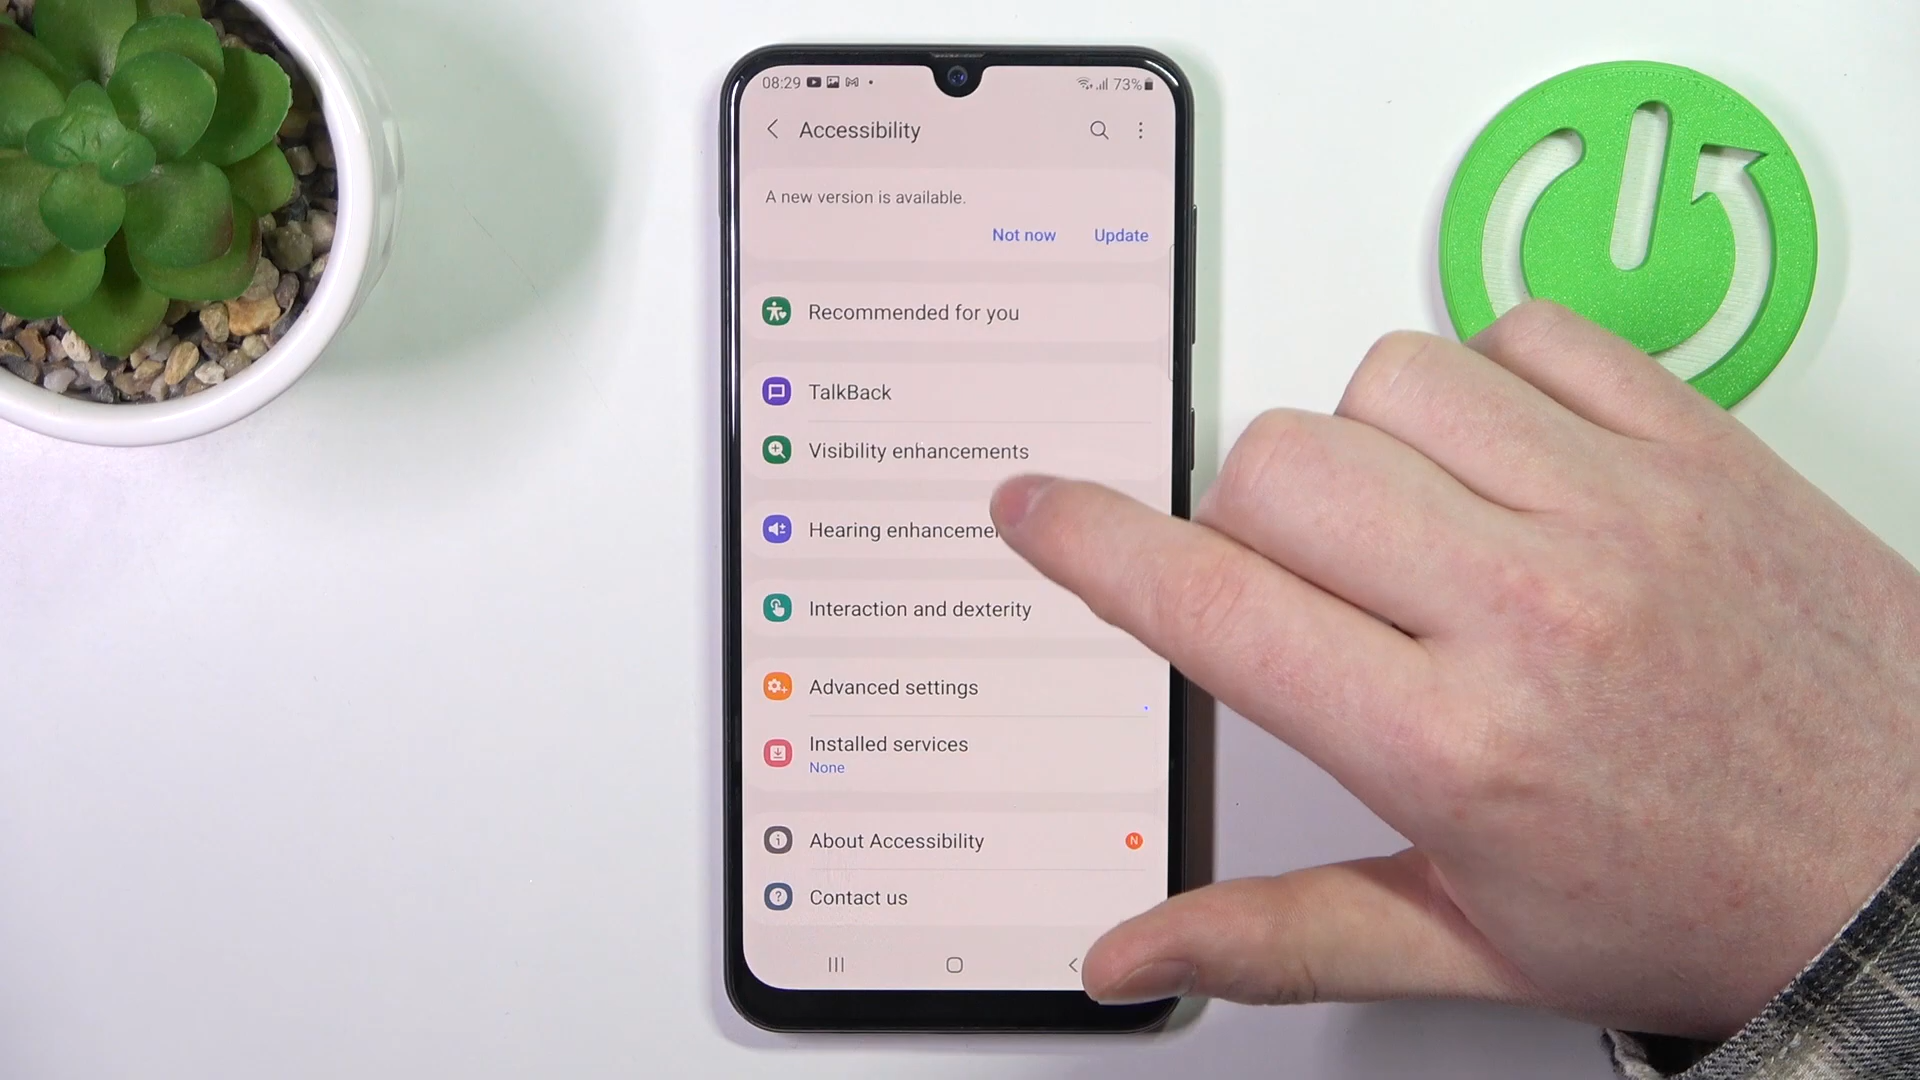 08:29 73%
Accessibility
A new version is available.
Not now Update
Recommended for you
TalkBack
Visibility enhancements
Hearing
Interaction and dexterity
Advanced settings
Installed services
None
About Accessibility N
Contact us